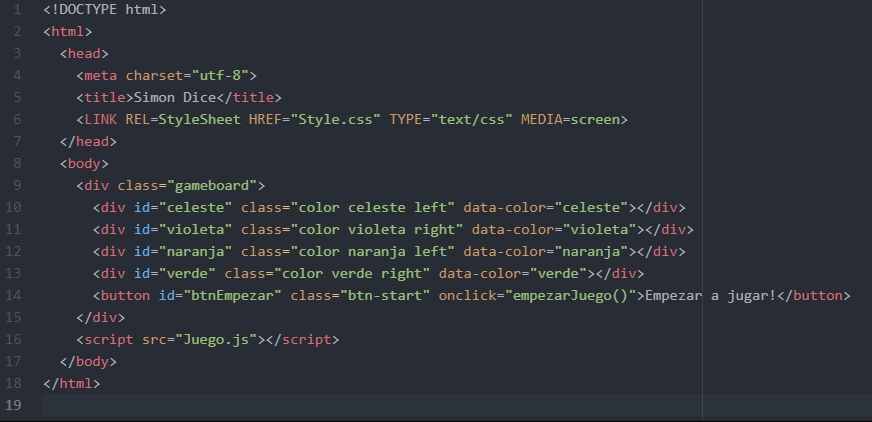 1 <!DOCTYPE html>
2 <html>
3   <head>
4     <meta charset="utf-8">
5     <title>Simon Dice</title>
6     <LINK REL=StyleSheet HREF="Style.css" TYPE="text/css" MEDIA=screen>
7   </head>
8   <body>
9     <div class="gameboard">
10       <div id="celeste" class="color celeste left" data-color="celeste"></div>
11       <div id="violeta" class="color violeta right" data-color="violeta"></div>
12       <div id="naranja" class="color naranja left" data-color="naranja"></div>
13       <div id="verde" class="color verde right" data-color="verde"></div>
14       <button id="btnEmpezar" class="btn-start" onclick="empezarJuego()">Empezar a jugar!</button>
15     </div>
16     <script src="Juego.js"></script>
17   </body>
18 </html>
19